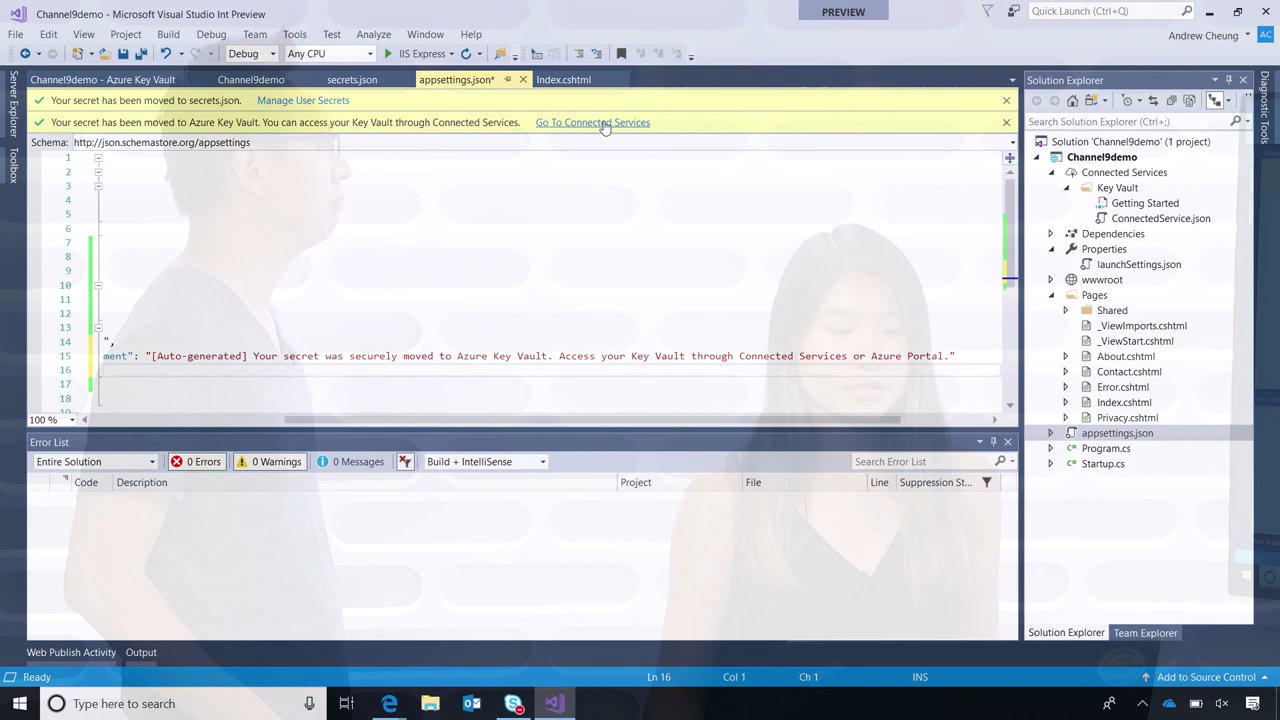 Channel9demo - Microsoft Visual Studio Int Preview
PREVIEW
Quick Launch (Ctrl+Q)
File Edit View Project Build Debug Team Tools Test Analyze Window Help
Andrew Cheung
AC
Debug Any CPU IIS Express
Server Explorer
Toolbox
Channel9demo - Azure Key Vault Channel9demo secrets.json appsettings.json* Index.cshtml
Your secret has been moved to secrets.json. Manage User Secrets
Your secret has been moved to Azure Key Vault. You can access your Key Vault through Connected Services. Go To Connected Services
Schema: http://json.schemastore.org/appsettings
1
2
3
4
5
6
7
8
9
10
11
12
13
14 ",
15 ment": "[Auto-generated] Your secret was securely moved to Azure Key Vault. Access your Key Vault through Connected Services or Azure Portal."
16
17
18
19
100 %
Error List
Entire Solution 0 Errors 0 Warnings 0 Messages Build + IntelliSense Search Error List
Code Description Project File Line Suppression St...
Web Publish Activity Output
Solution Explorer
Search Solution Explorer (Ctrl+;)
Solution 'Channel9demo' (1 project)
Channel9demo
Connected Services
Key Vault
Getting Started
ConnectedService.json
Dependencies
Properties
launchSettings.json
wwwroot
Pages
Shared
_ViewImports.cshtml
_ViewStart.cshtml
About.cshtml
Contact.cshtml
Error.cshtml
Index.cshtml
Privacy.cshtml
appsettings.json
Program.cs
Startup.cs
Solution Explorer Team Explorer
Diagnostic Tools
Ready Ln 16 Col 1 Ch 1 INS Add to Source Control
Type here to search